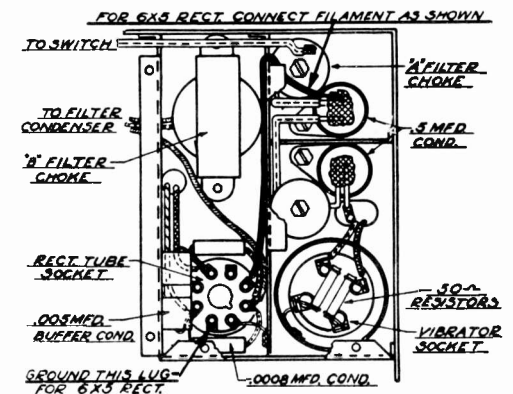 FOR 6X5 RECT. CONNECT FILAMENT AS SHOWN
TO SWITCH
"A" FILTER
CHOKE
TO FILTER
CONDENSER
.5 MFD
COND.
"B" FILTER
CHOKE
RECT. TUBE
SOCKET
50-Ω
RESISTORS
.005 MFD.
BUFFER COND.
VIBRATOR
SOCKET
GROUND THIS LUG
FOR 6X5 RECT.
.0008 MFD. COND.